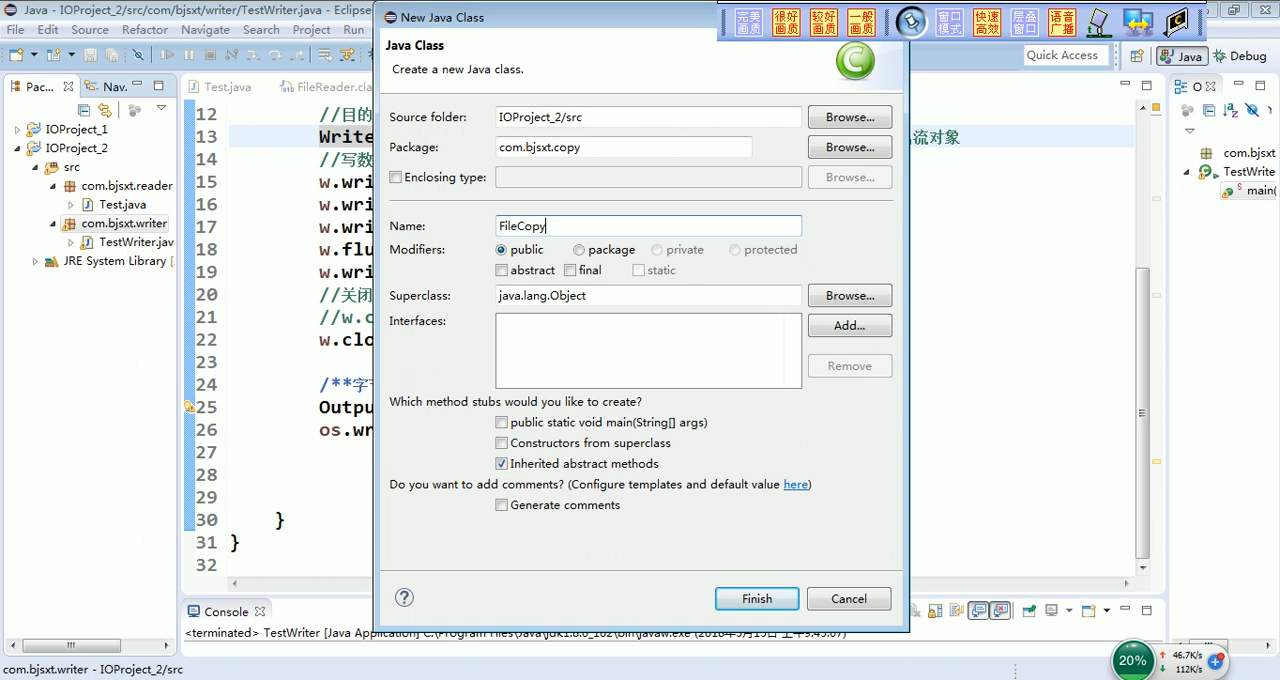 Java - IOProject_2/src/com/bjsxt/writer/TestWriter.java - Eclipse
File Edit Source Refactor Navigate Search Project Run
Quick Access
Java
Debug
Pac...
Nav...
IOProject_1
IOProject_2
src
com.bjsxt.reader
Test.java
com.bjsxt.writer
TestWriter.jav
JRE System Library [
Test.java
FileReader.cla
12 //目的
13 Write
流对象
14 //写数
15 w.wri
16 w.wri
17 w.wri
18 w.flu
19 w.wri
20 //关闭
21 //w.c
22 w.clo
23
24 /**字节
25 Outpu
26 os.wr
27
28
29
30 }
31 }
32
New Java Class
Java Class
Create a new Java class.
Source folder: IOProject_2/src Browse...
Package: com.bjsxt.copy Browse...
Enclosing type: Browse...
Name: FileCopy
Modifiers: public package private protected
abstract final static
Superclass: java.lang.Object Browse...
Interfaces: Add...
Remove
Which method stubs would you like to create?
public static void main(String[] args)
Constructors from superclass
Inherited abstract methods
Do you want to add comments? (Configure templates and default value here)
Generate comments
Finish
Cancel
完美画质
很好画质
较好画质
一般画质
窗口模式
快速高效
层叠窗口
语音广播
com.bjsxt
TestWrite
main(
Console
<terminated> TestWriter [Java Application] C:\Program Files\Java\jdk1.8.0_102\bin\javaw.exe
com.bjsxt.writer - IOProject_2/src
20%
46.7K/s
112K/s